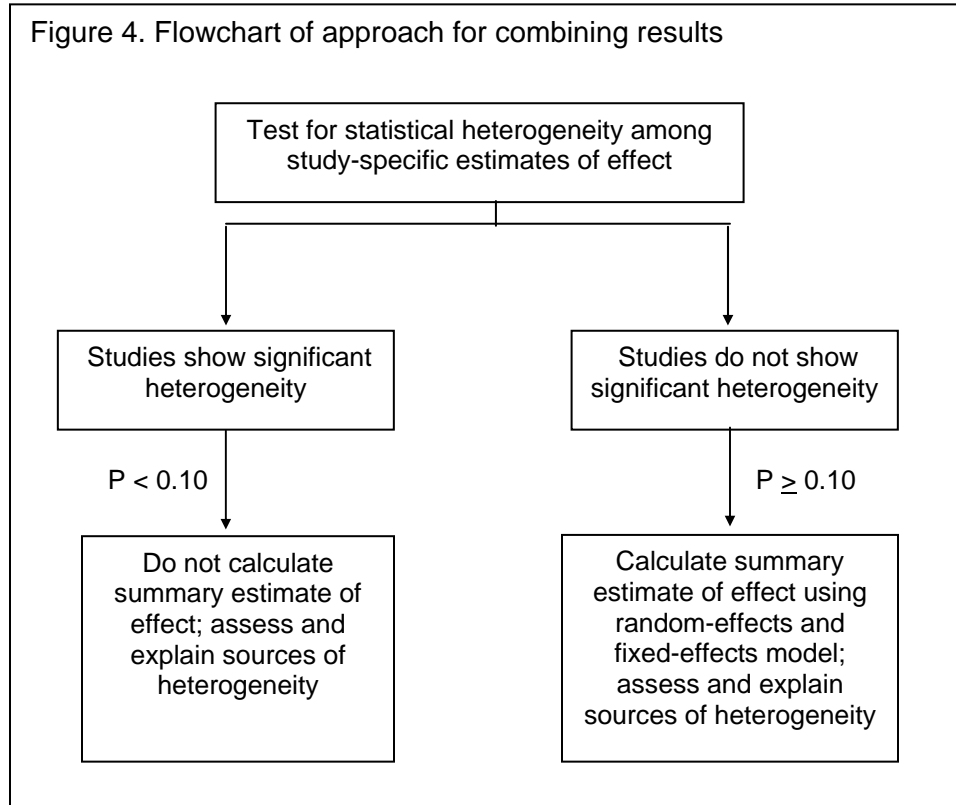 Figure 4. Flowchart of approach for combining results
Test for statistical heterogeneity among
study-specific estimates of effect
Studies show significant
heterogeneity
Studies do not show
significant heterogeneity
P < 0.10
P ≥ 0.10
Do not calculate
summary estimate of
effect; assess and
explain sources of
heterogeneity
Calculate summary
estimate of effect using
random-effects and
fixed-effects model;
assess and explain
sources of heterogeneity